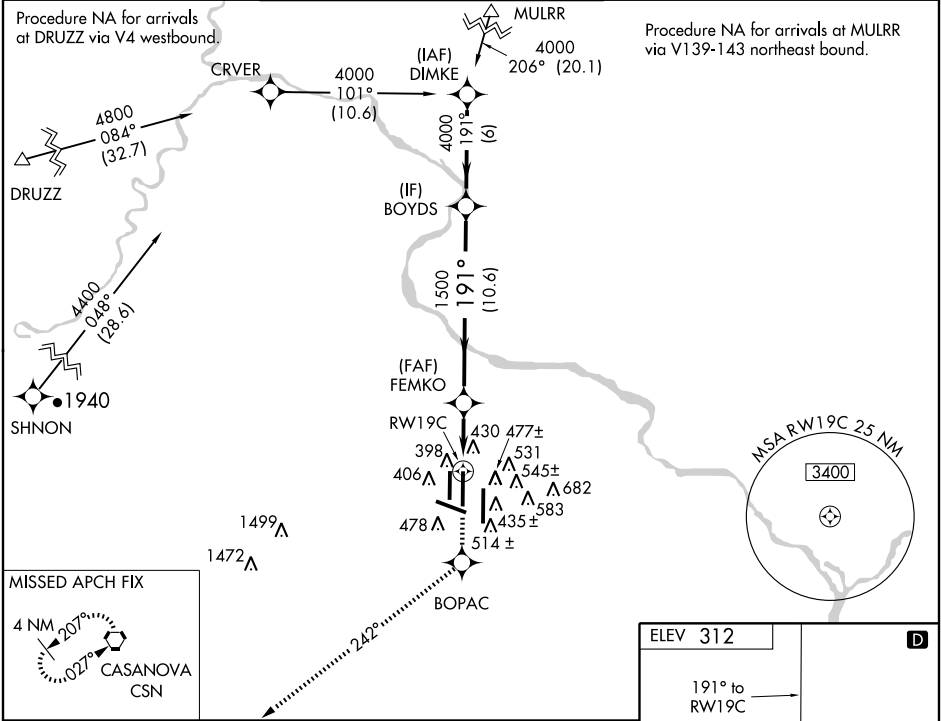 Procedure NA for arrivals
at DRUZZ via V4 westbound.
MULRR
4000
206° (20.1)
Procedure NA for arrivals at MULRR
via V139-143 northeast bound.
CRVER
4000
101°
(10.6)
(IAF)
DIMKE
4800
084°
(32.7)
DRUZZ
4000
191°
(6)
(IF)
BOYDS
4400
048°
(28.6)
1500
191°
(10.6)
SHNON
1940
(FAF)
FEMKO
RW19C
430
477±
398
531
406
545±
682
583
478
435±
514 ±
1499
1472
MSA RW19C 25 NM
3400
BOPAC
242°
MISSED APCH FIX
4 NM
207°
027°
CASANOVA
CSN
ELEV 312
D
191° to
RW19C